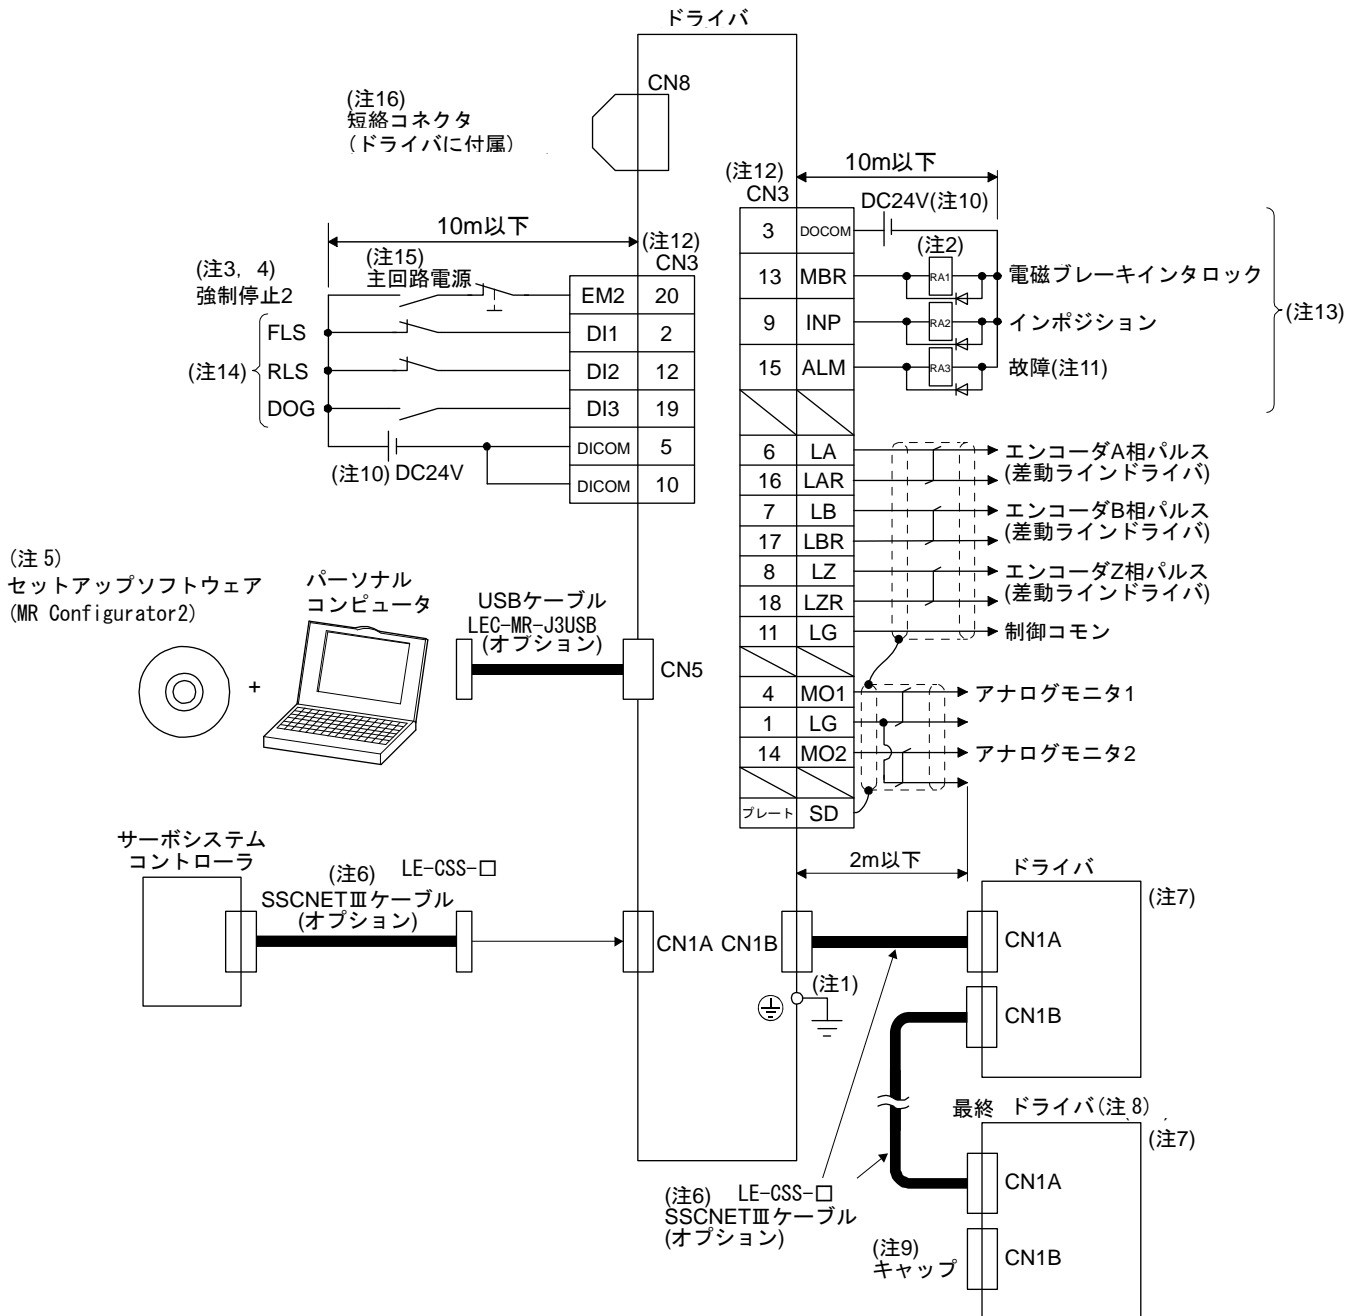 ドライバ
CN8
(注16)
短絡コネクタ
(ドライバに付属)
10m以下
(注12)
CN3
(注15)
主回路電源
(注3, 4)
強制停止2
EM2 20
FLS
DI1 2
(注14)
RLS
DI2 12
DOG
DI3 19
DICOM 5
(注10) DC24V
DICOM 10
(注12)
CN3
10m以下
DC24V(注10)
3 DOCOM
(注2)
13 MBR
RA1
電磁ブレーキインタロック
9 INP
RA2
インポジション
(注13)
15 ALM
RA3
故障(注11)
6 LA
エンコーダA相パルス
(差動ラインドライバ)
16 LAR
7 LB
エンコーダB相パルス
(差動ラインドライバ)
17 LBR
8 LZ
エンコーダZ相パルス
(差動ラインドライバ)
18 LZR
11 LG
制御コモン
4 MO1
アナログモニタ1
1 LG
14 MO2
アナログモニタ2
プレート SD
2m以下
(注 5)
セットアップソフトウェア
(MR Configurator2)
+
パーソナル
コンピュータ
USBケーブル
LEC-MR-J3USB
(オプション)
CN5
サーボシステム
コントローラ
(注6) LE-CSS-□
SSCNETⅢケーブル
(オプション)
CN1A CN1B
(注1)
ドライバ
(注7)
CN1A
CN1B
最終 ドライバ(注 8)
(注7)
CN1A
(注6) LE-CSS-□
SSCNETⅢケーブル
(オプション)
(注9)
キャップ
CN1B